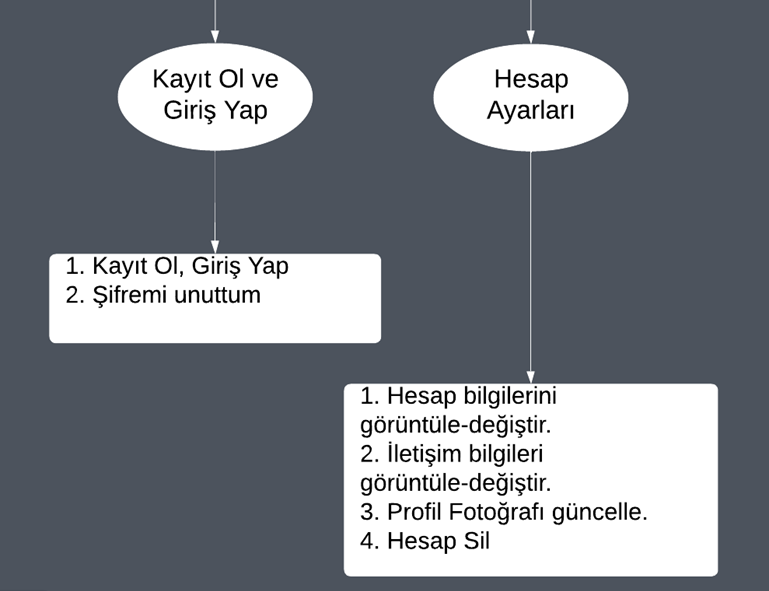 Kayıt Ol ve
Giriş Yap
Hesap
Ayarları
1. Kayıt Ol, Giriş Yap
2. Şifremi unuttum
1. Hesap bilgilerini
görüntüle-değiştir.
2. İletişim bilgileri
görüntüle-değiştir.
3. Profil Fotoğrafı güncelle.
4. Hesap Sil